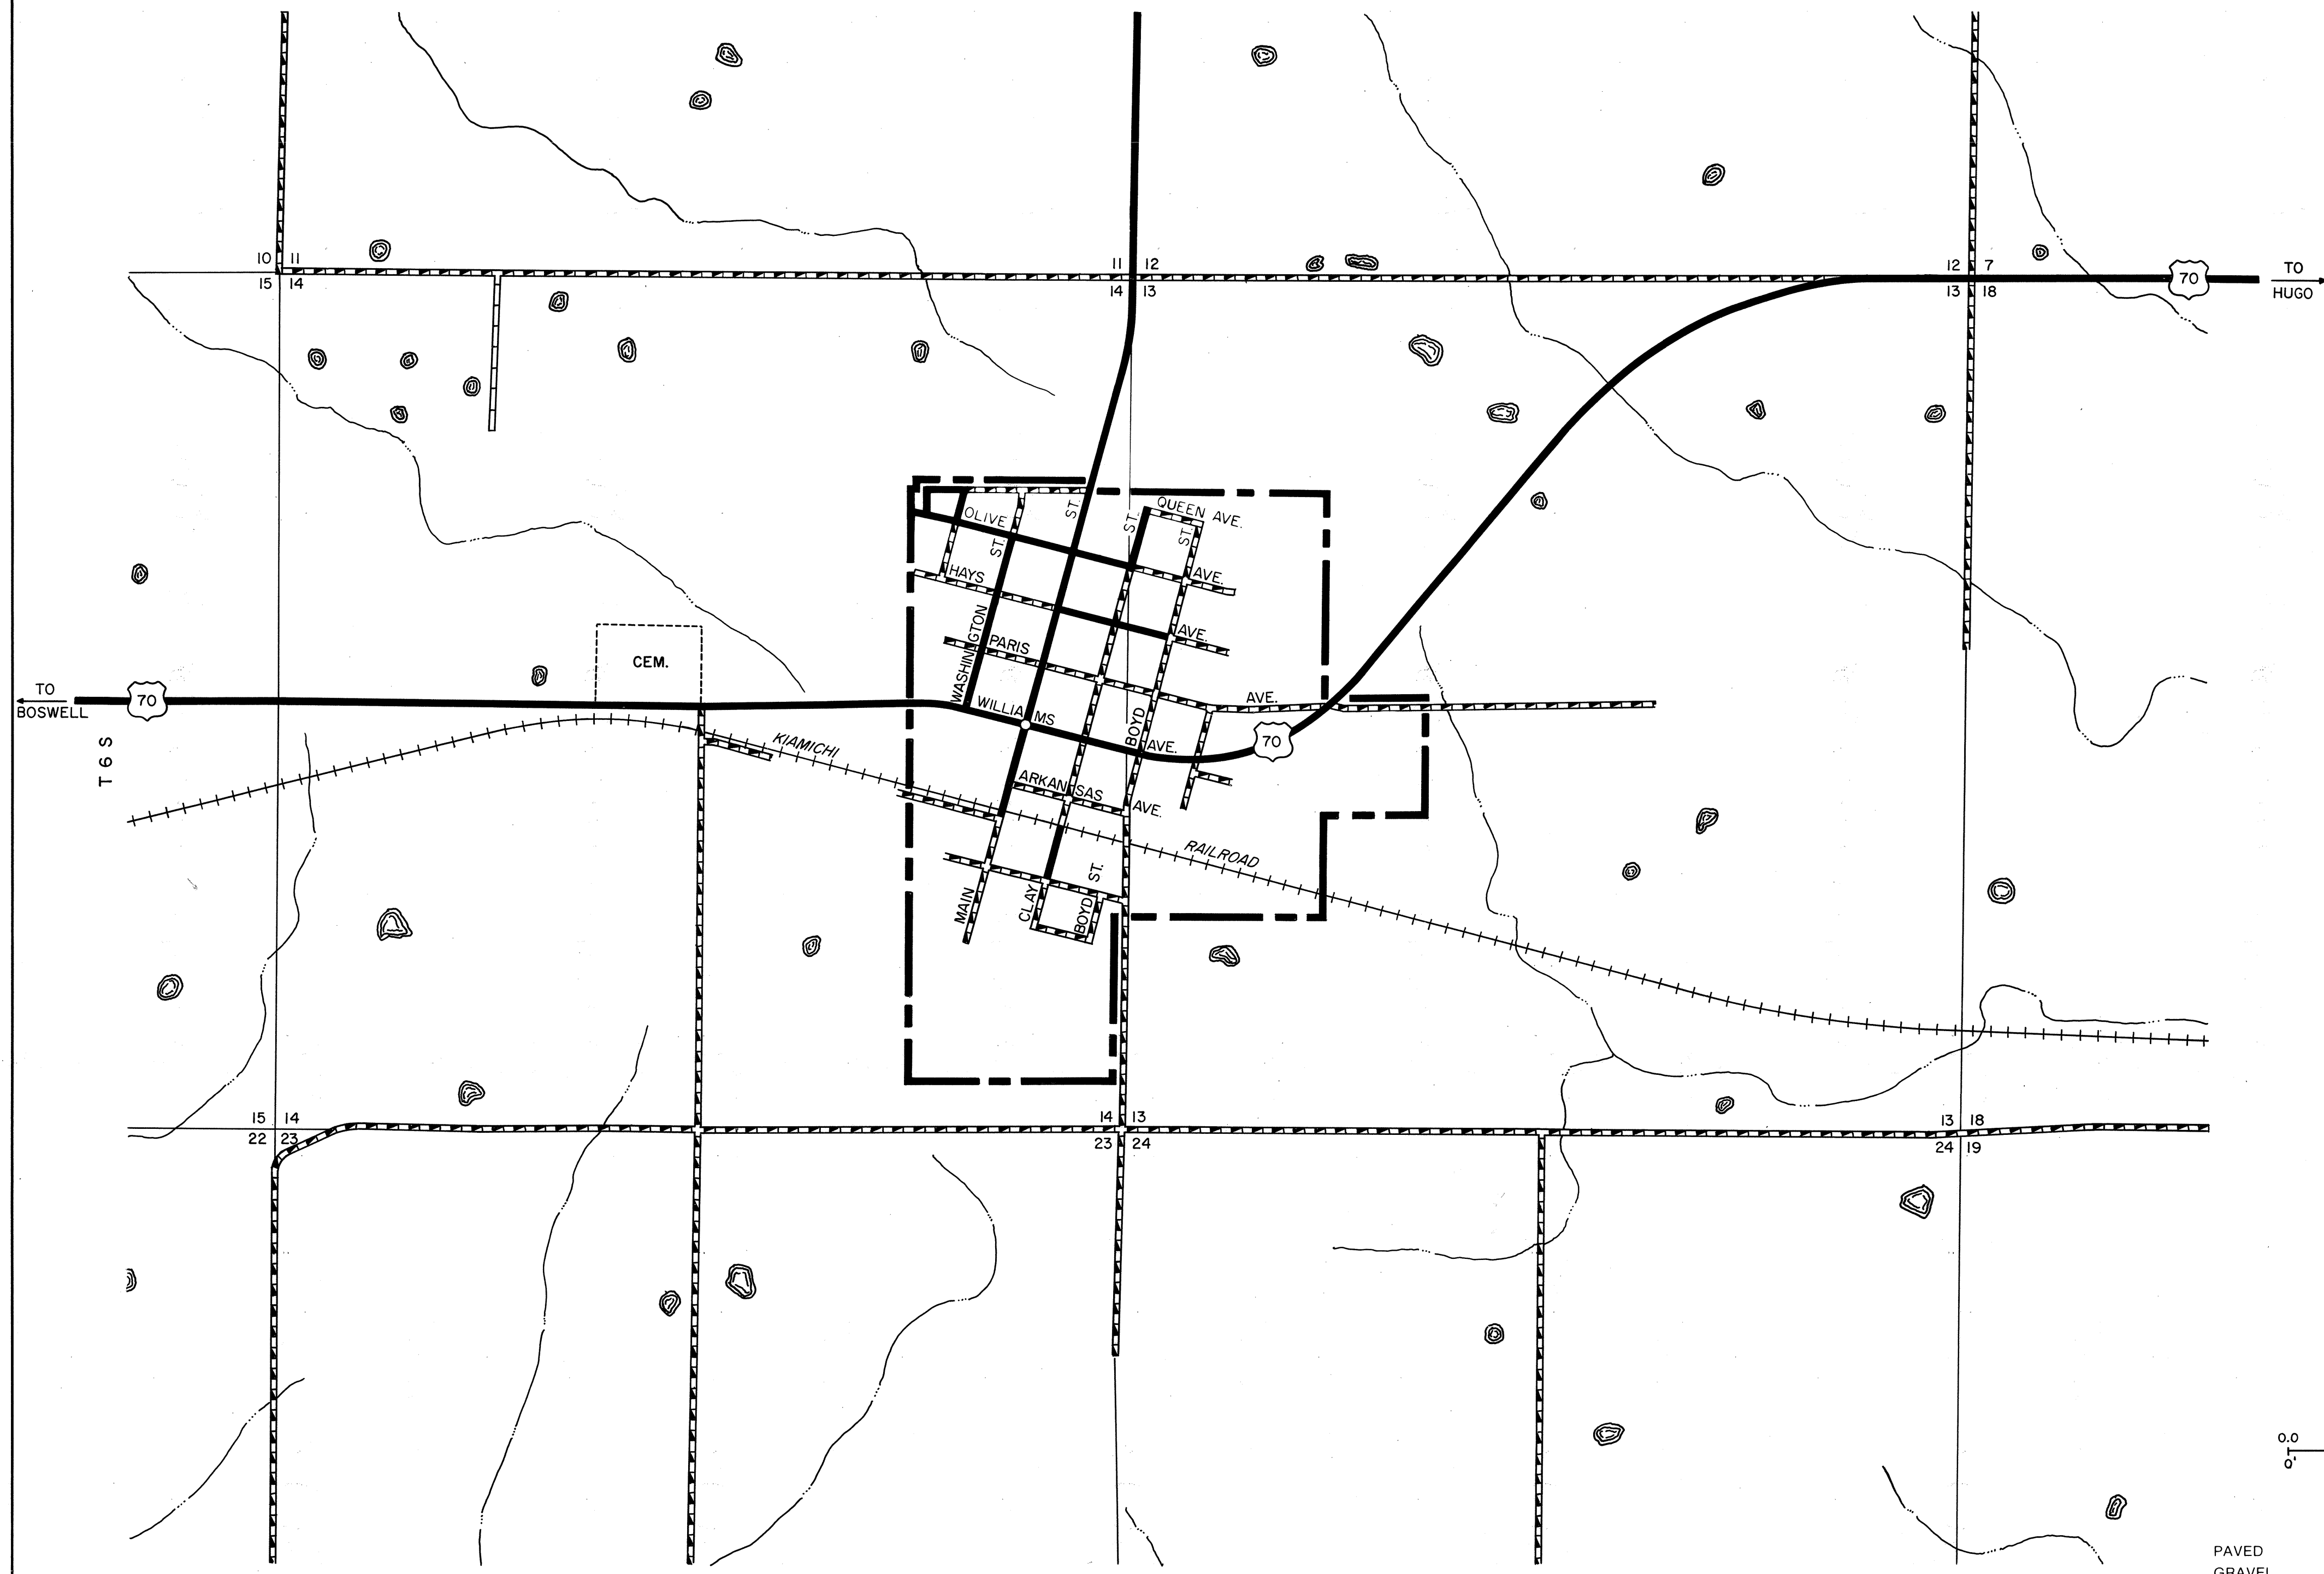 10 11
11 12
12 7
15 14
14 13
13 18
70
TO
HUGO
ST.
ST.
QUEEN AVE.
OLIVE
ST.
ST.
HAYS
AVE.
WASHINGTON
PARIS
AVE.
CEM.
TO
BOSWELL
70
T 6 S
WILLIAMS
AVE.
BOYD
AVE.
70
KIAMICHI
ARKANSAS
AVE.
RAILROAD
ST.
MAIN
CLAY
BOYD
15 14
14 13
13 18
22 23
23 24
24 19
0.0
0'
PAVED
GRAVEL